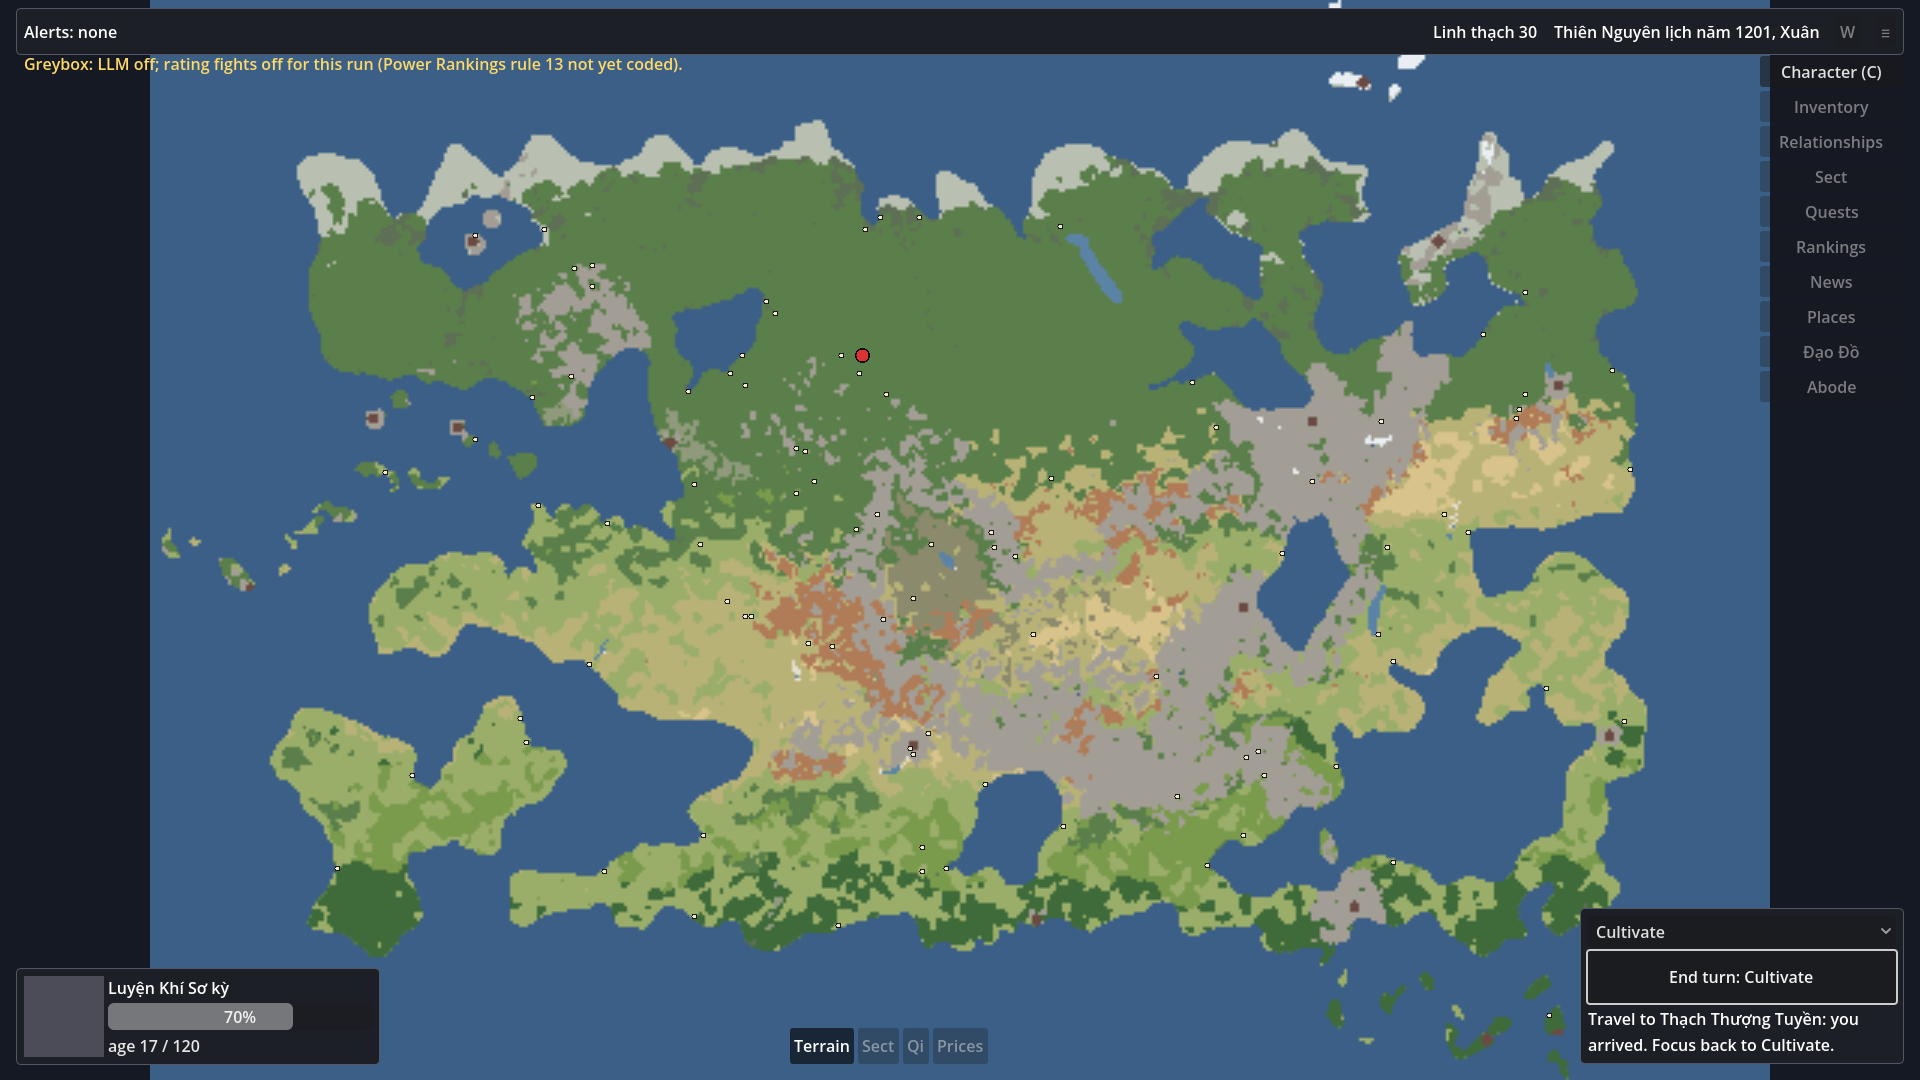 Alerts: none
Linh thạch 30 Thiên Nguyên lịch năm 1201, Xuân W ≡
Greybox: LLM off; rating fights off for this run (Power Rankings rule 13 not yet coded).
Character (C)
Inventory
Relationships
Sect
Quests
Rankings
News
Places
Đạo Đồ
Abode
Luyện Khí Sơ kỳ
70%
age 17 / 120
Terrain Sect Qi Prices
Cultivate
End turn: Cultivate
Travel to Thạch Thượng Tuyền: you
arrived. Focus back to Cultivate.